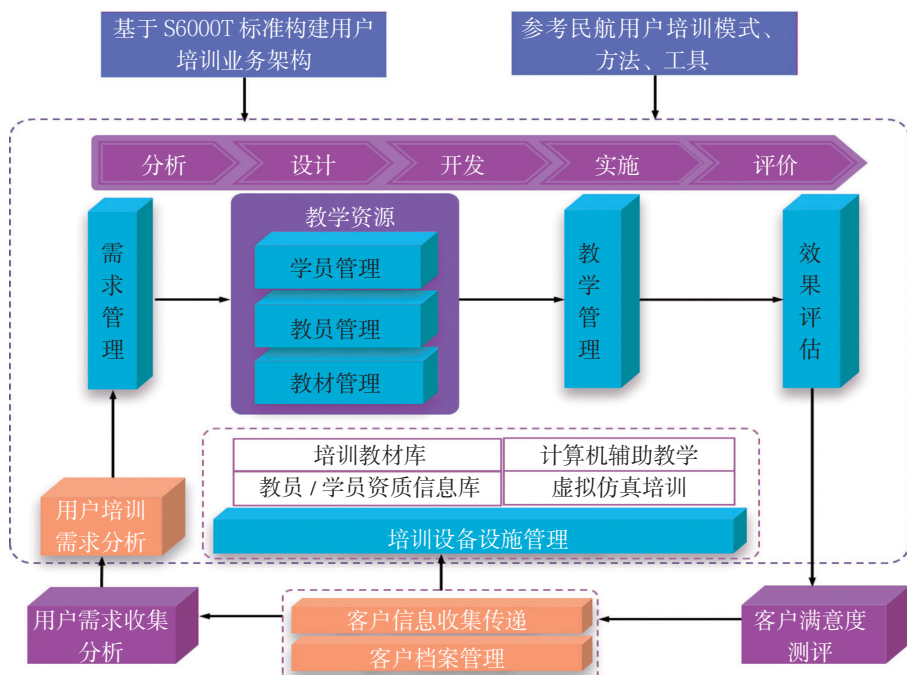 基于 S6000T 标准构建用户
培训业务架构
参考民航用户培训模式、
方法、工具
分析
设计
开发
实施
评价
需求管理
教学资源
学员管理
教员管理
教材管理
教学管理
效果评估
培训教材库
计算机辅助教学
教员 / 学员资质信息库
虚拟仿真培训
培训设备设施管理
用户培训
需求分析
用户需求收集
分析
客户信息收集传递
客户档案管理
客户满意度
测评